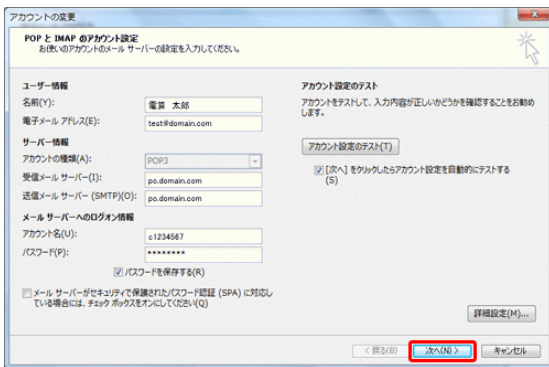 アカウントの変更
POP と IMAP のアカウント設定
お使いのアカウントのメール サーバーの設定を入力してください。
ユーザー情報
名前(Y):
電算 太郎
電子メール アドレス(E):
test@domain.com
サーバー情報
アカウントの種類(A):
POP3
受信メール サーバー(I):
po.domain.com
送信メール サーバー (SMTP)(O):
po.domain.com
メール サーバーへのログオン情報
アカウント名(U):
c1234567
パスワード(P):
********
パスワードを保存する(R)
メール サーバーがセキュリティで保護されたパスワード認証 (SPA) に対応し
ている場合には、チェック ボックスをオンにしてください(Q)
アカウント設定のテスト
アカウントをテストして、入力内容が正しいかどうかを確認することをお勧め
します。
アカウント設定のテスト(T)
[次へ] をクリックしたらアカウント設定を自動的にテストする
(S)
詳細設定(M)...
< 戻る(B)
次へ(N) >
キャンセル